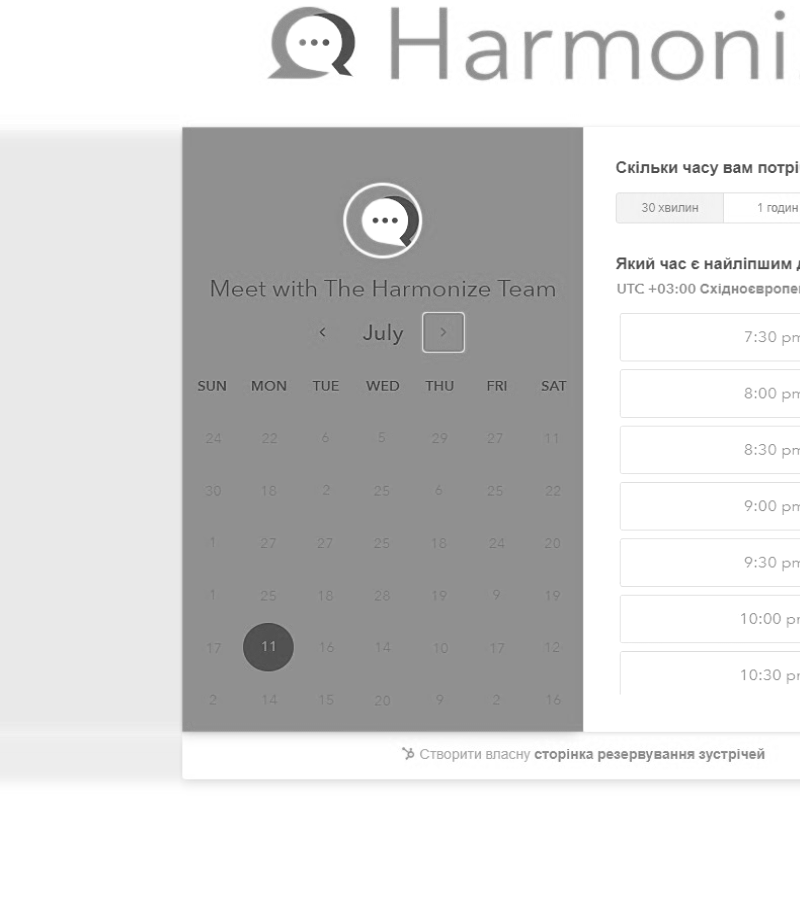 Harmoni
Meet with The Harmonize Team
July
SUN MON TUE WED THU FRI SAT
24 22 6 5 29 27 11
30 18 2 25 6 25 22
1 27 27 25 18 24 20
1 25 18 28 19 9 19
17 11 16 14 10 17 12
2 14 15 20 9 2 16
Скільки часу вам потрі
30 хвилин 1 годин
Який час є найліпшим д
UTC +03:00 Східноєвропе
7:30 pm
8:00 pm
8:30 pm
9:00 pm
9:30 pm
10:00 pm
10:30 pm
Створити власну сторінка резервування зустрічей